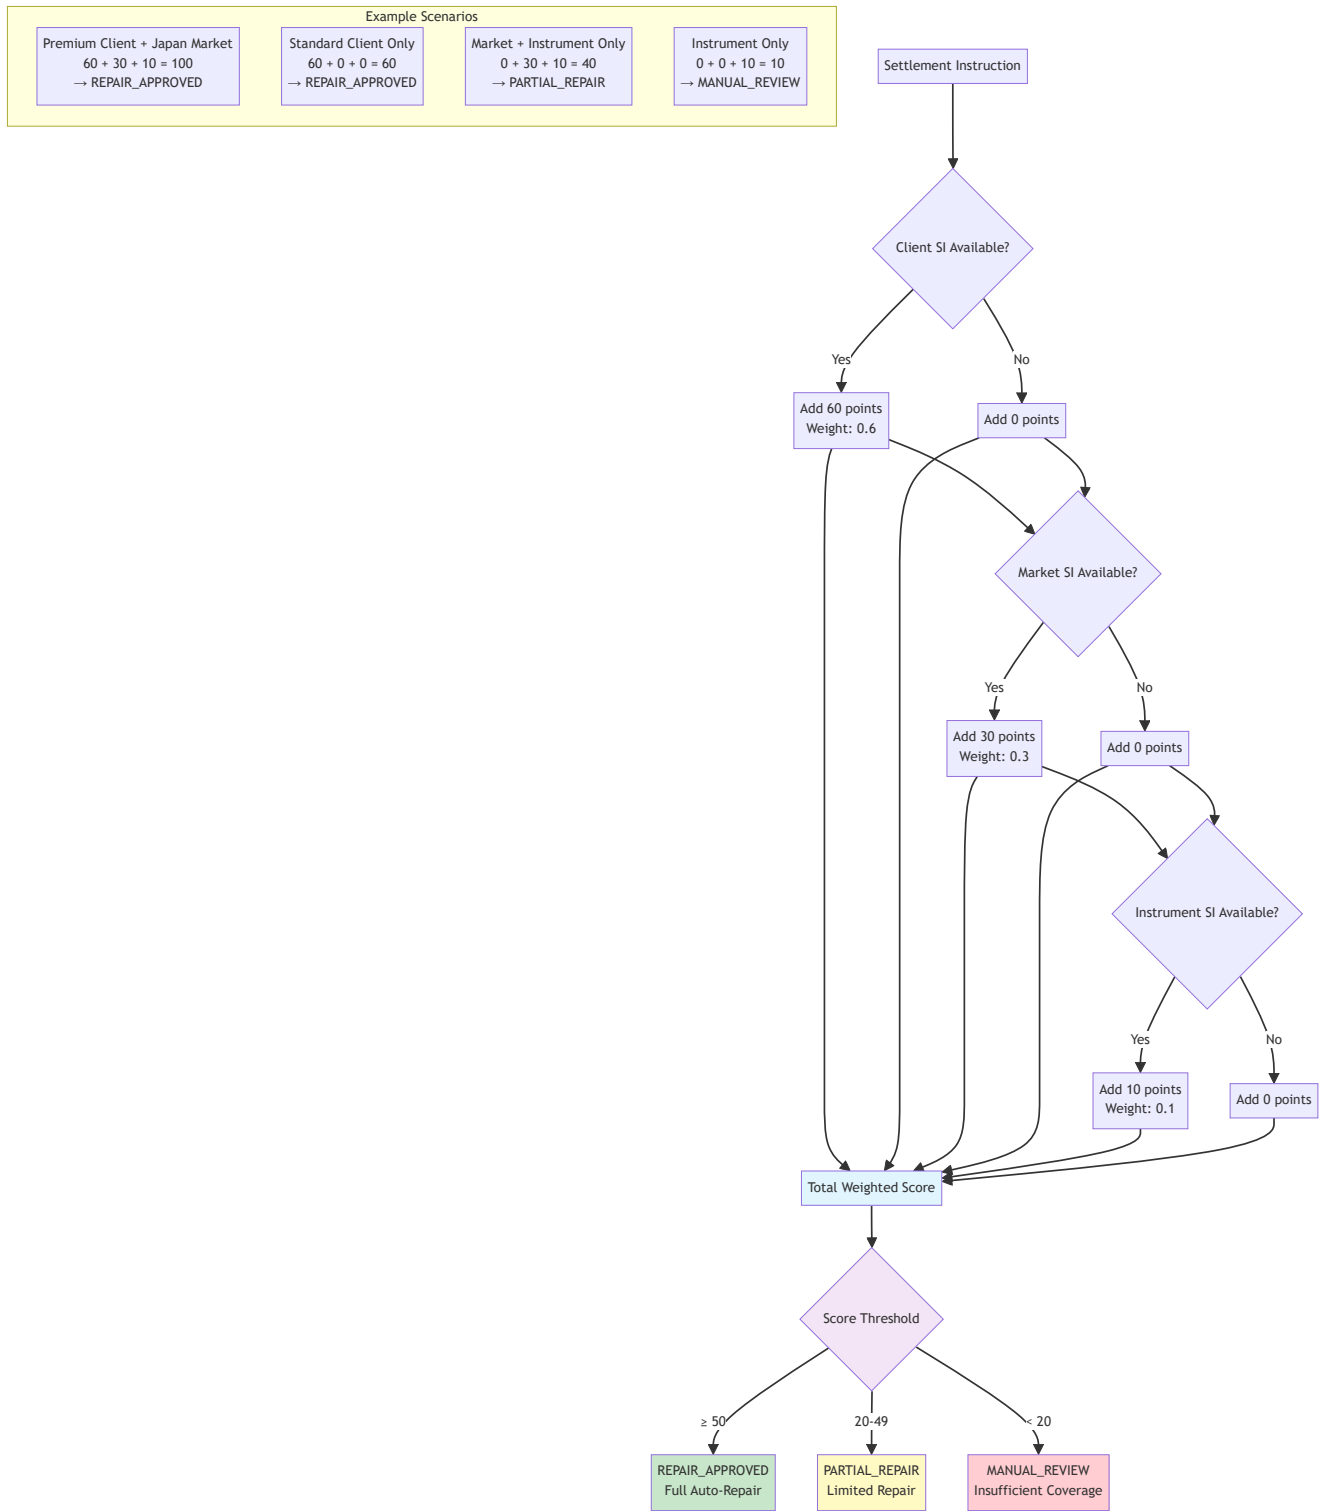 Example Scenarios
Premium Client + Japan Market
60 + 30 + 10 = 100
→ REPAIR_APPROVED
Standard Client Only
60 + 0 + 0 = 60
→ REPAIR_APPROVED
Market + Instrument Only
0 + 30 + 10 = 40
→ PARTIAL_REPAIR
Instrument Only
0 + 0 + 10 = 10
→ MANUAL_REVIEW
Settlement Instruction
Client SI Available?
Yes
No
Add 60 points
Weight: 0.6
Add 0 points
Market SI Available?
Yes
No
Add 30 points
Weight: 0.3
Add 0 points
Instrument SI Available?
Yes
No
Add 10 points
Weight: 0.1
Add 0 points
Total Weighted Score
Score Threshold
≥ 50
20-49
< 20
REPAIR_APPROVED
Full Auto-Repair
PARTIAL_REPAIR
Limited Repair
MANUAL_REVIEW
Insufficient Coverage